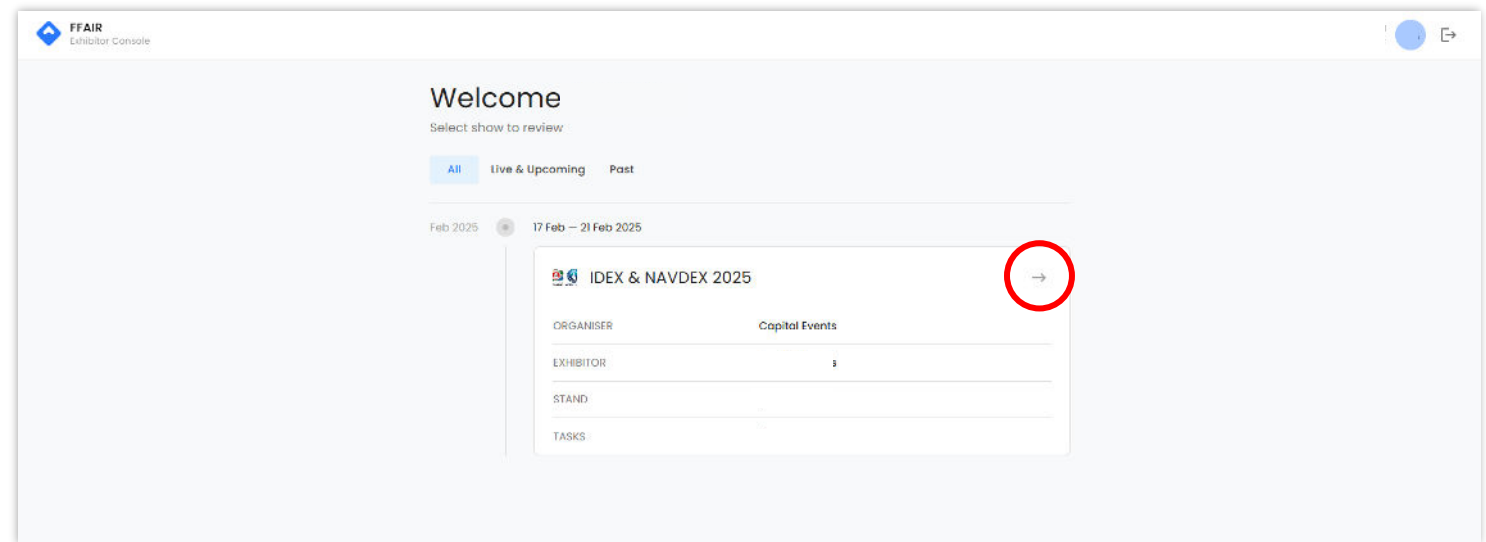 FFAIR
Exhibitor Console
Welcome
Select show to review
All Live & Upcoming Past
Feb 2025 17 Feb — 21 Feb 2025
IDEX & NAVDEX 2025 →
ORGANISER Capital Events
EXHIBITOR s
STAND
TASKS